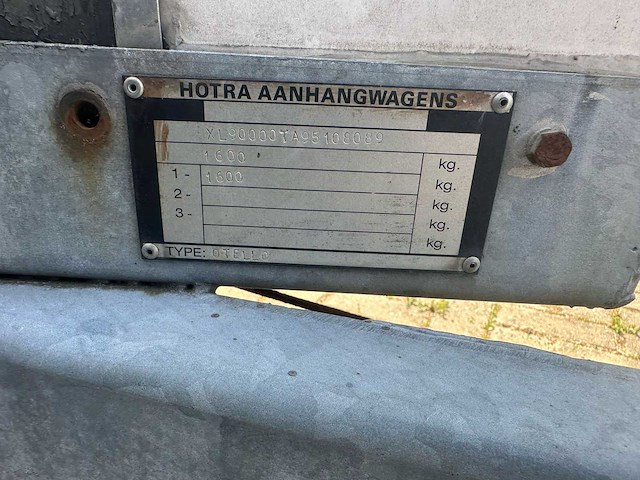 HOTRA AANHANGWAGENS
XL90000TA95108089
1600 kg.
1- 1600 kg.
2- kg.
3- kg.
kg.
TYPE: